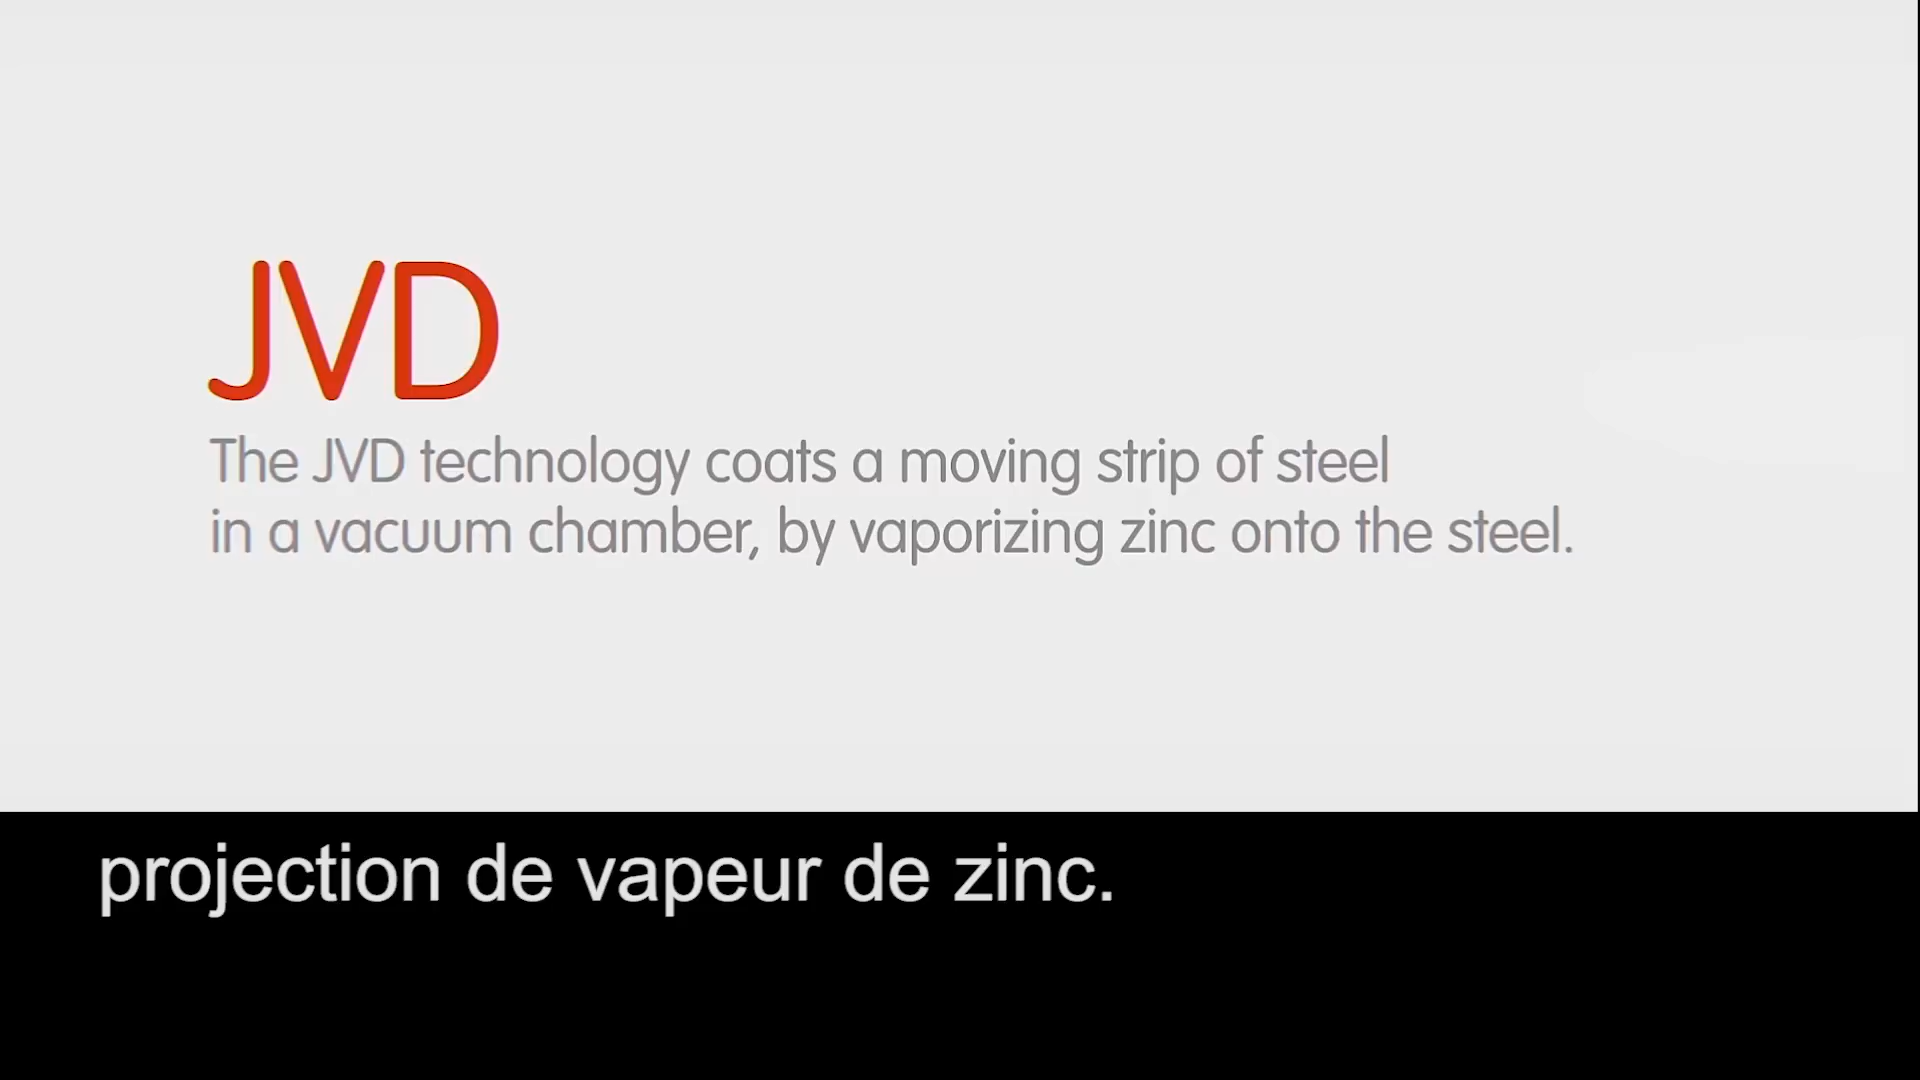 JVD
The JVD technology coats a moving strip of steel
in a vacuum chamber, by vaporizing zinc onto the steel.
projection de vapeur de zinc.